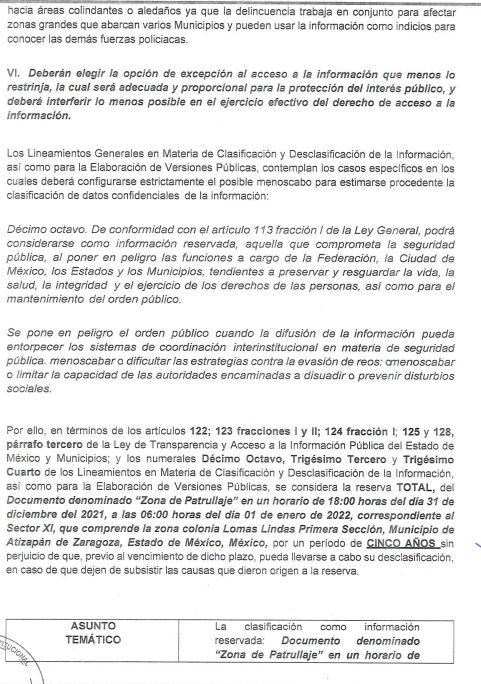 hacia áreas colindantes o aledaños ya que la delincuencia trabaja en conjunto para afectar
zonas grandes que abarcan varios Municipios y pueden usar la información como indicios para
conocer las demás fuerzas policiacas.
VI. Deberán elegir la opción de excepción al acceso a la información que menos lo
restrinja, la cual será adecuada y proporcional para la protección del interés público, y
deberá interferir lo menos posible en el ejercicio efectivo del derecho de acceso a la
información.
Los Lineamientos Generales en Materia de Clasificación y Desclasificación de la Información,
así como para la Elaboración de Versiones Públicas, contemplan los casos específicos en los
cuales deberá configurarse estrictamente el posible menoscabo para estimarse procedente la
clasificación de datos confidenciales de la información:
Décimo octavo. De conformidad con el artículo 113 fracción I de la Ley General, podrá
considerarse como información reservada, aquella que comprometa la seguridad
pública, al poner en peligro las funciones a cargo de la Federación, la Ciudad de
México, los Estados y los Municipios, tendientes a preservar y resguardar la vida, la
salud, la integridad y el ejercicio de los derechos de las personas, así como para el
mantenimiento del orden público.
Se pone en peligro el orden público cuando la difusión de la información pueda
entorpecer los sistemas de coordinación interinstitucional en materia de seguridad
pública. menoscabar o dificultar las estrategias contra la evasión de reos: omenoscabar
o limitar la capacidad de las autoridades encaminadas a disuadir o prevenir disturbios
sociales.
Por ello, en términos de los artículos 122; 123 fracciones I y II; 124 fracción I; 125 y 128,
párrafo tercero de la Ley de Transparencia y Acceso a la Información Pública del Estado de
México y Municipios; y los numerales Décimo Octavo, Trigésimo Tercero y Trigésimo
Cuarto de los Lineamientos en Materia de Clasificación y Desclasificación de la Información,
así como para la Elaboración de Versiones Públicas, se considera la reserva TOTAL, del
Documento denominado "Zona de Patrullaje" en un horario de 18:00 horas del día 31 de
diciembre del 2021, a las 06:00 horas del día 01 de enero de 2022, correspondiente al
Sector XI, que comprende la zona colonia Lomas Lindas Primera Sección, Municipio de
Atizapán de Zaragoza, Estado de México, México, por un periodo de CINCO AÑOS sin
perjuicio de que, previo al vencimiento de dicho plazo, pueda llevarse a cabo su desclasificación,
en caso de que dejen de subsistir las causas que dieron origen a la reserva.
ASUNTO
TEMÁTICO
La clasificación como información
reservada: Documento denominado
"Zona de Patrullaje" en un horario de